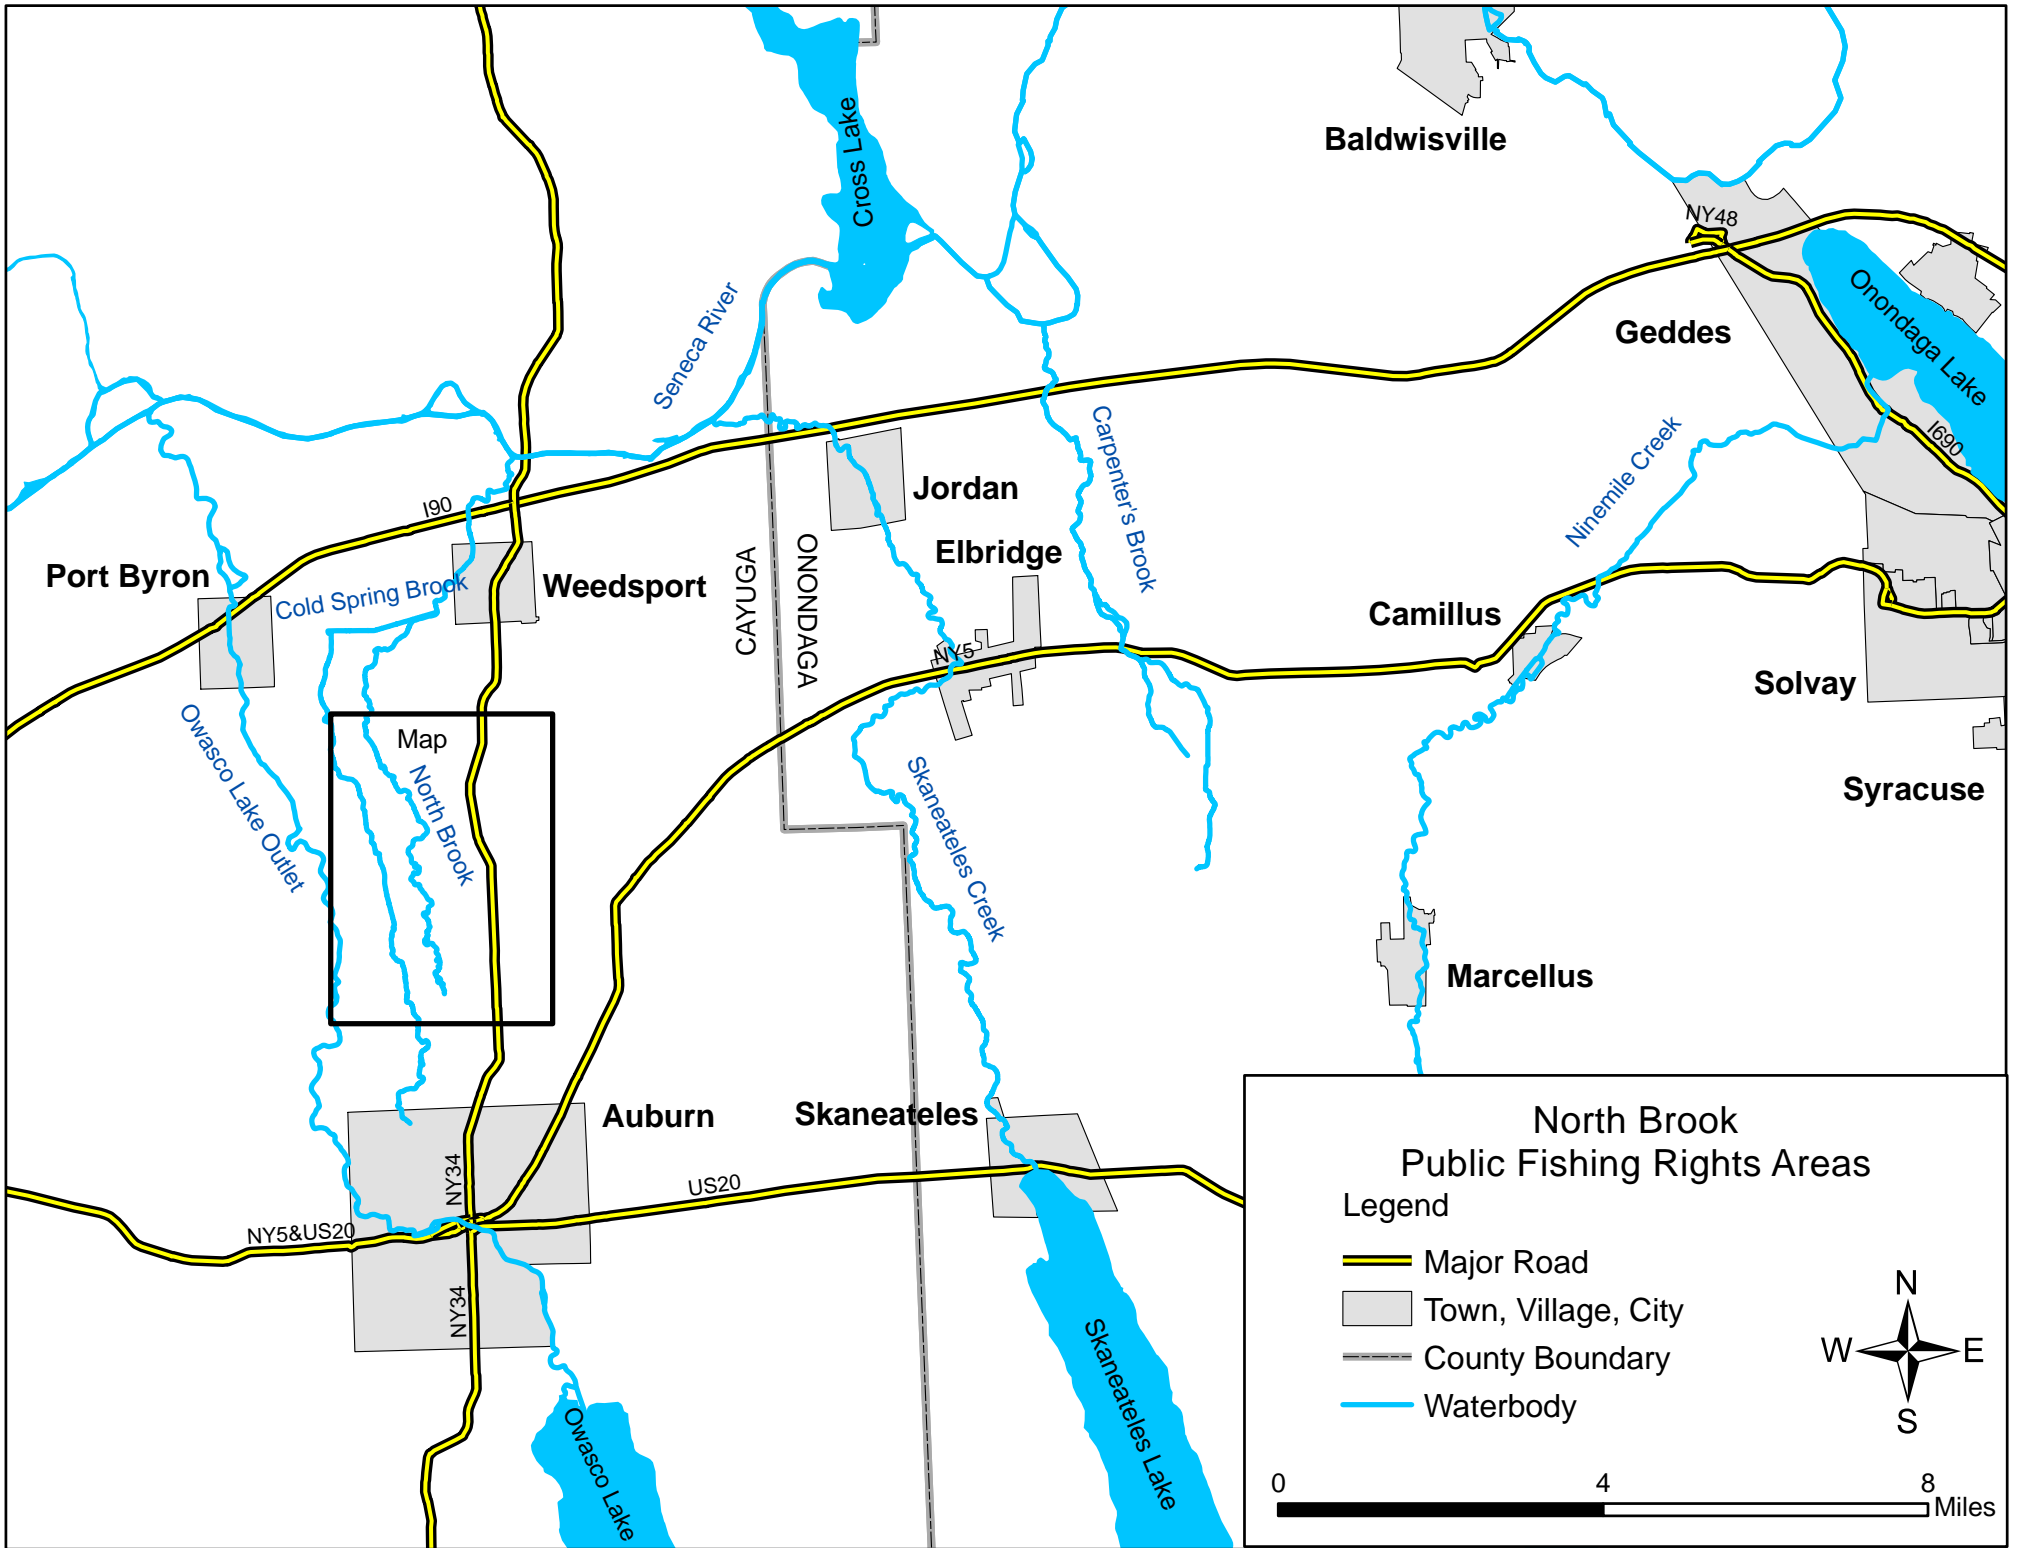 Baldwisville
Cross Lake
NY48
Onondaga Lake
Geddes
Seneca River
Carpenter's Brook
Ninemile Creek
I690
I90
Jordan
Elbridge
CAYUGA
ONONDAGA
Port Byron
Cold Spring Brook
Weedsport
Camillus
NY5
Solvay
Owasco Lake Outlet
Map
North Brook
Skaneateles Creek
Syracuse
Marcellus
Auburn
Skaneateles
NY34
US20
NY5&US20
NY34
Owasco Lake
Skaneateles Lake
North Brook
Public Fishing Rights Areas
Legend
Major Road
Town, Village, City
County Boundary
Waterbody
N
W E
S
0 4 8
Miles